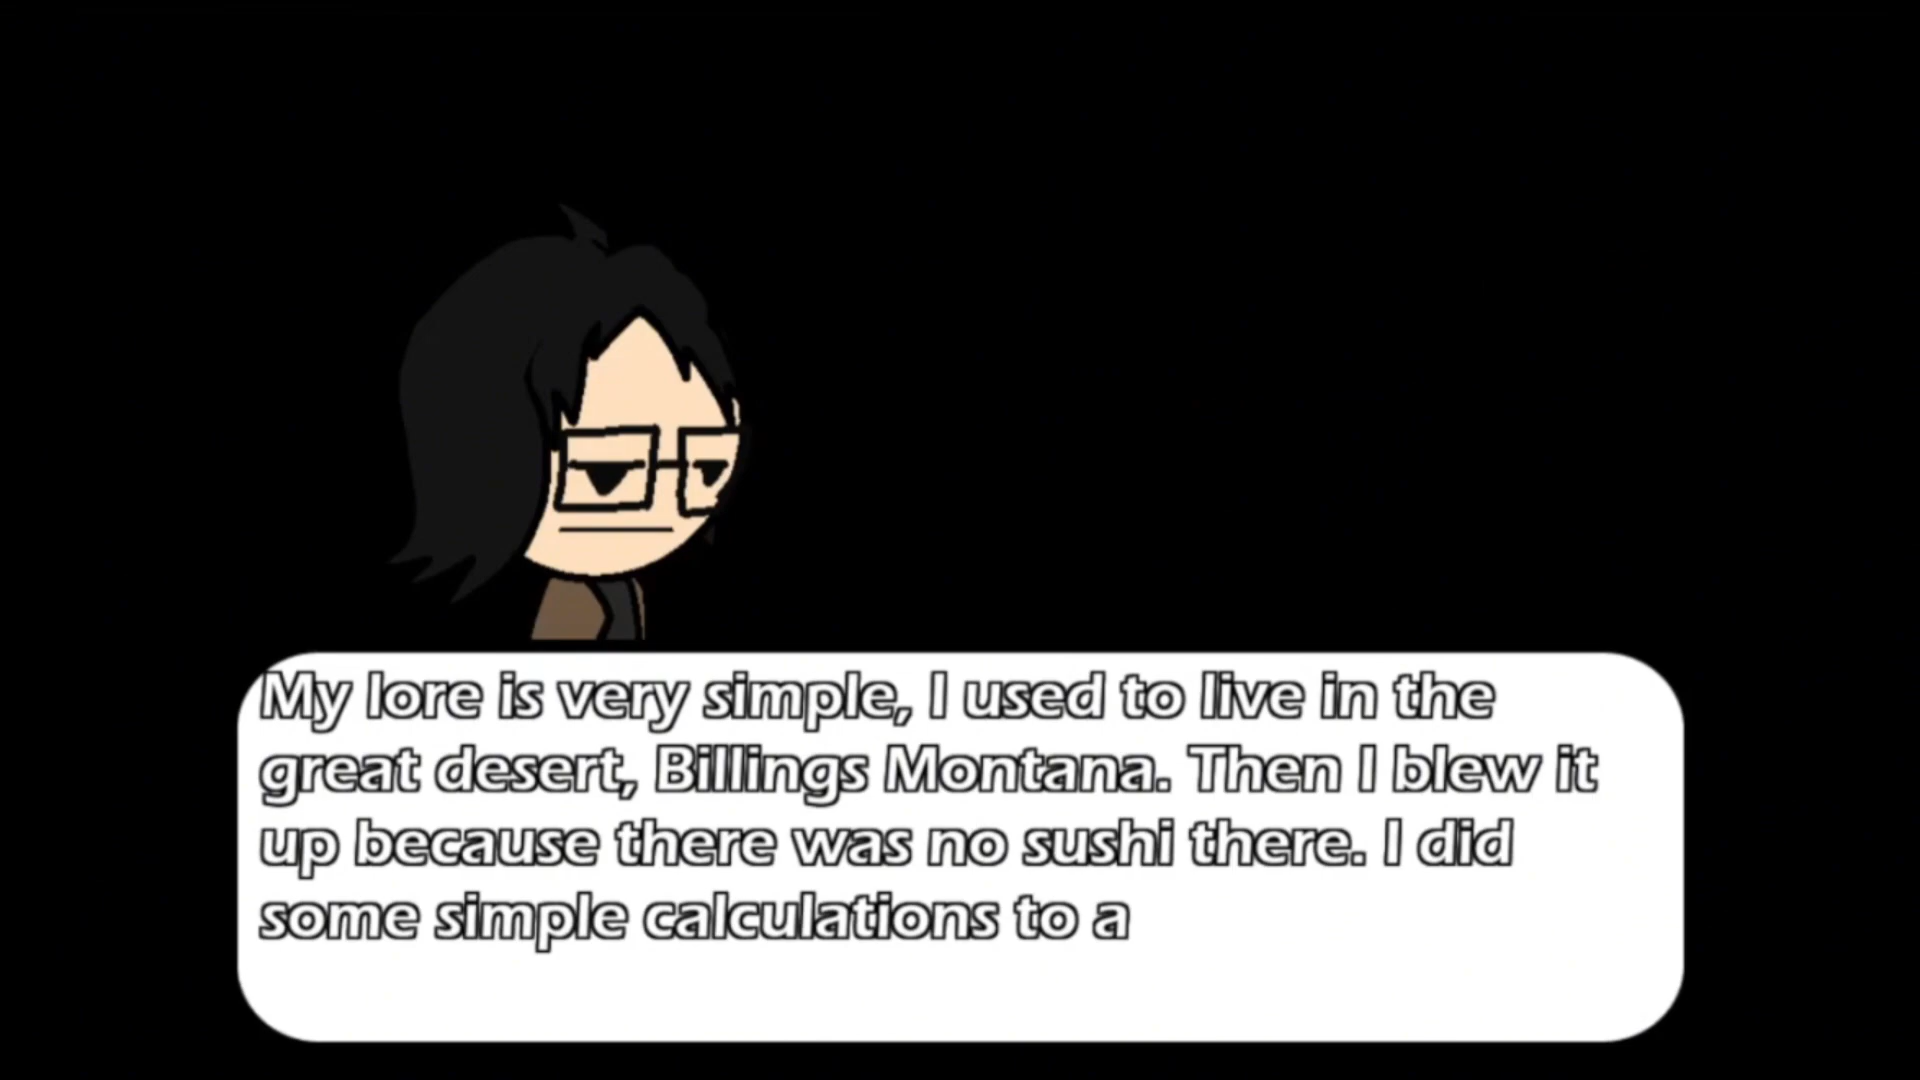 My lore is very simple, I used to live in the
great desert, Billings Montana. Then I blew it
up because there was no sushi there. I did
some simple calculations to a